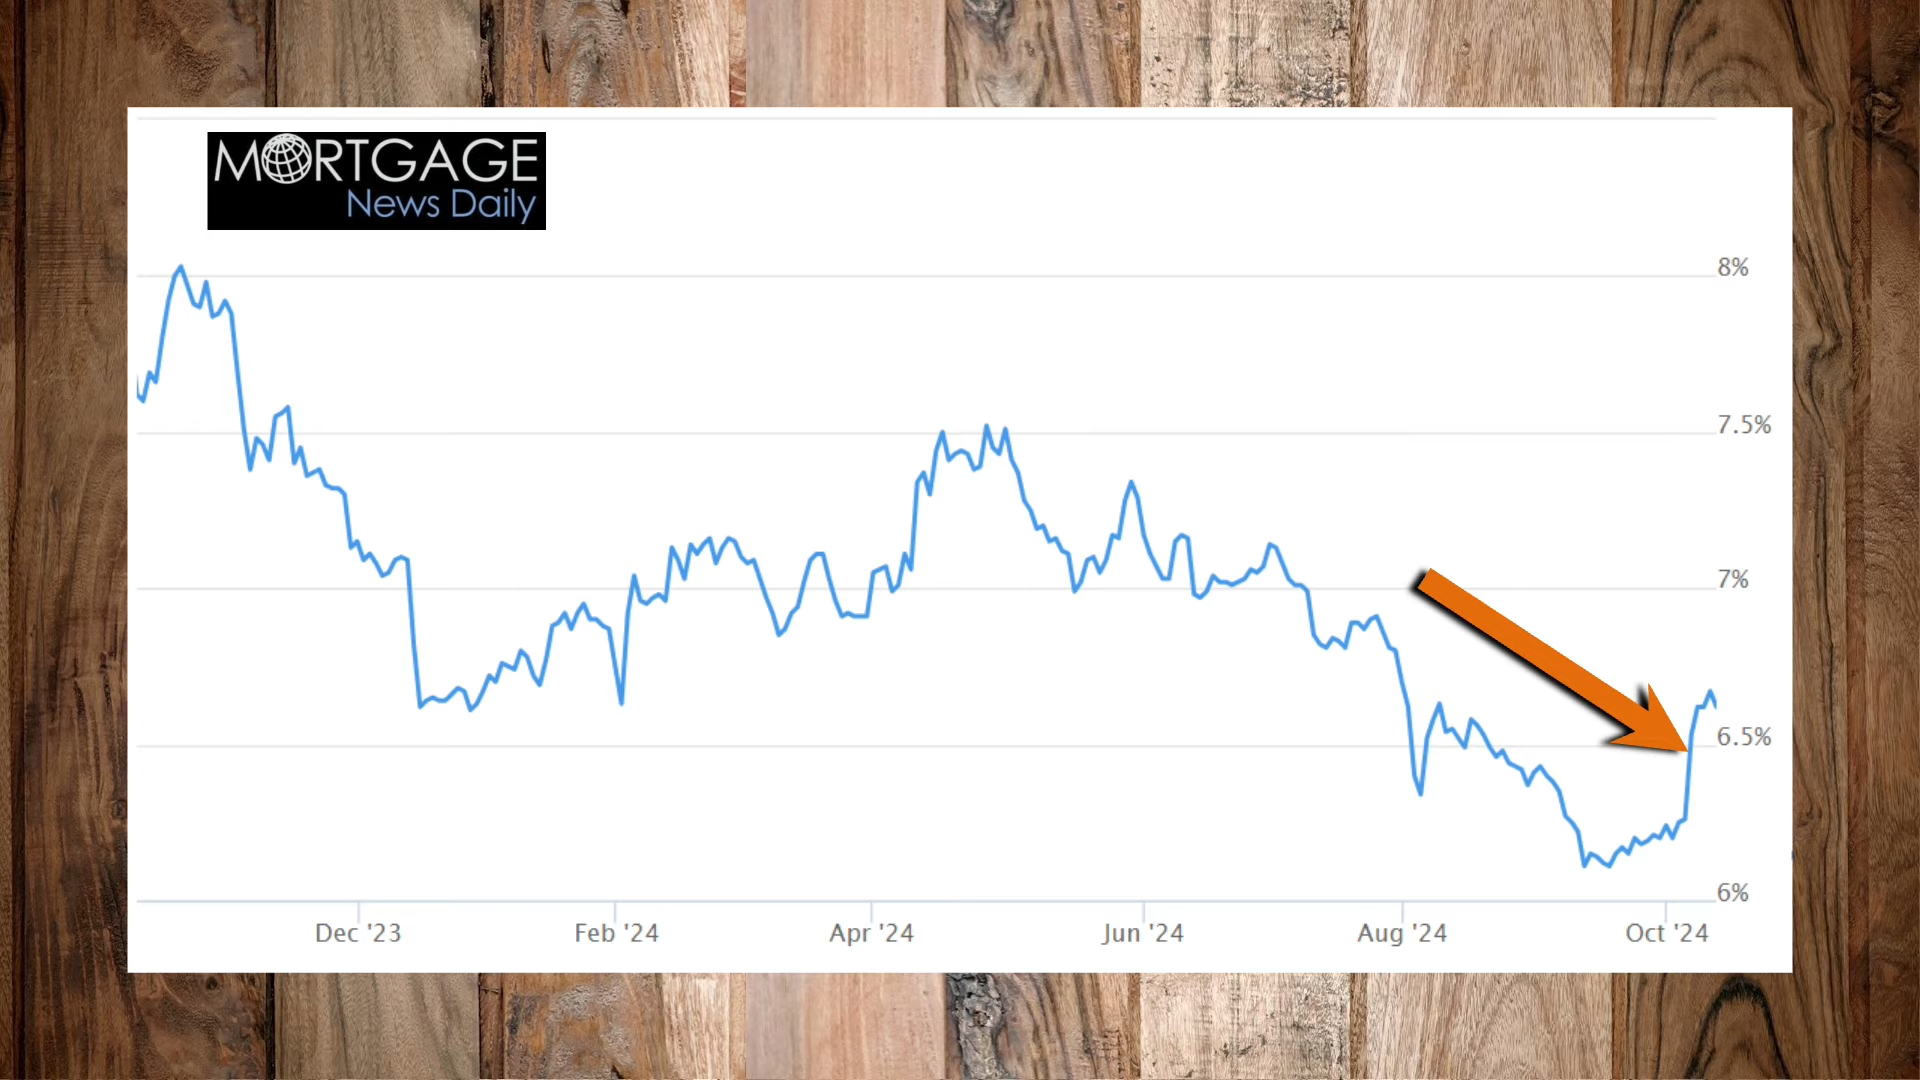 MORTGAGE
News Daily
8%
7.5%
7%
6.5%
6%
Dec '23
Feb '24
Apr '24
Jun '24
Aug '24
Oct '24